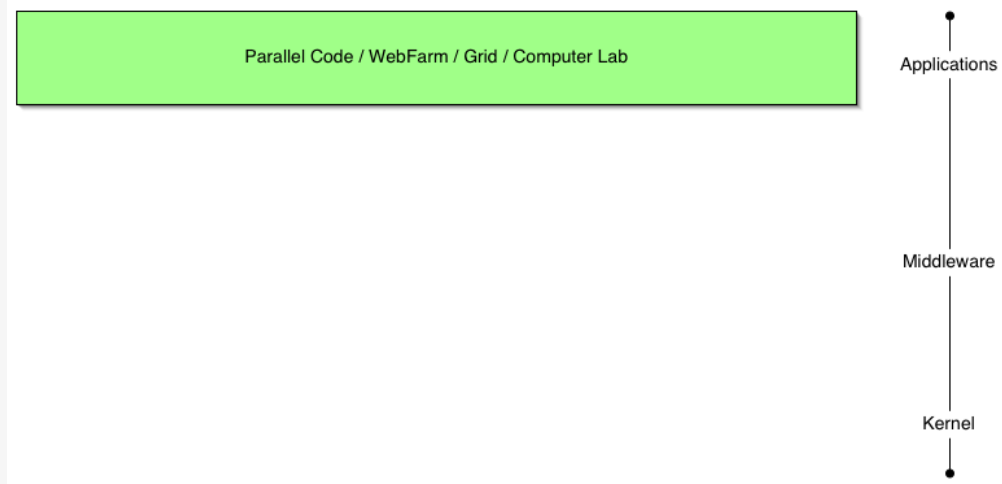 Parallel Code / WebFarm / Grid / Computer Lab
Applications
Middleware
Kernel